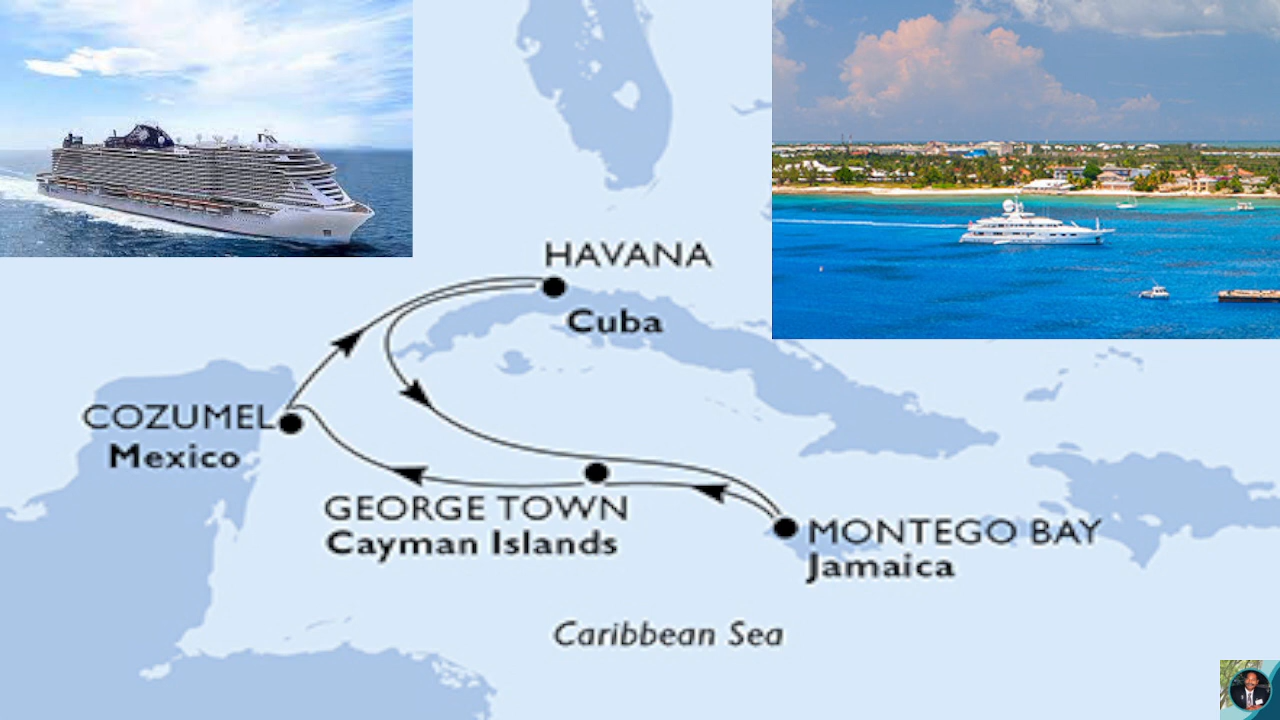 HAVANA
Cuba
COZUMEL
Mexico
GEORGE TOWN
Cayman Islands
MONTEGO BAY
Jamaica
Caribbean Sea